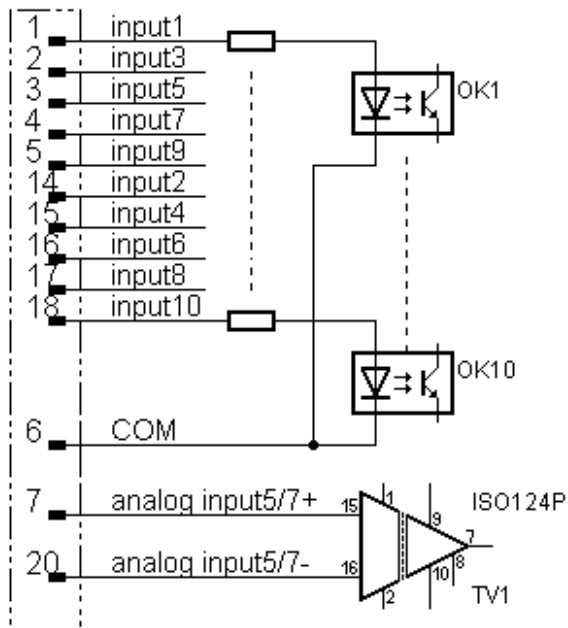 1 input1
2 input3
3 input5
4 input7
5 input9
14 input2
15 input4
16 input6
17 input8
18 input10
OK1
OK10
6 COM
7 analog input5/7+ 15 1 9 7 ISO124P
20 analog input5/7- 16 2 10 8 TV1